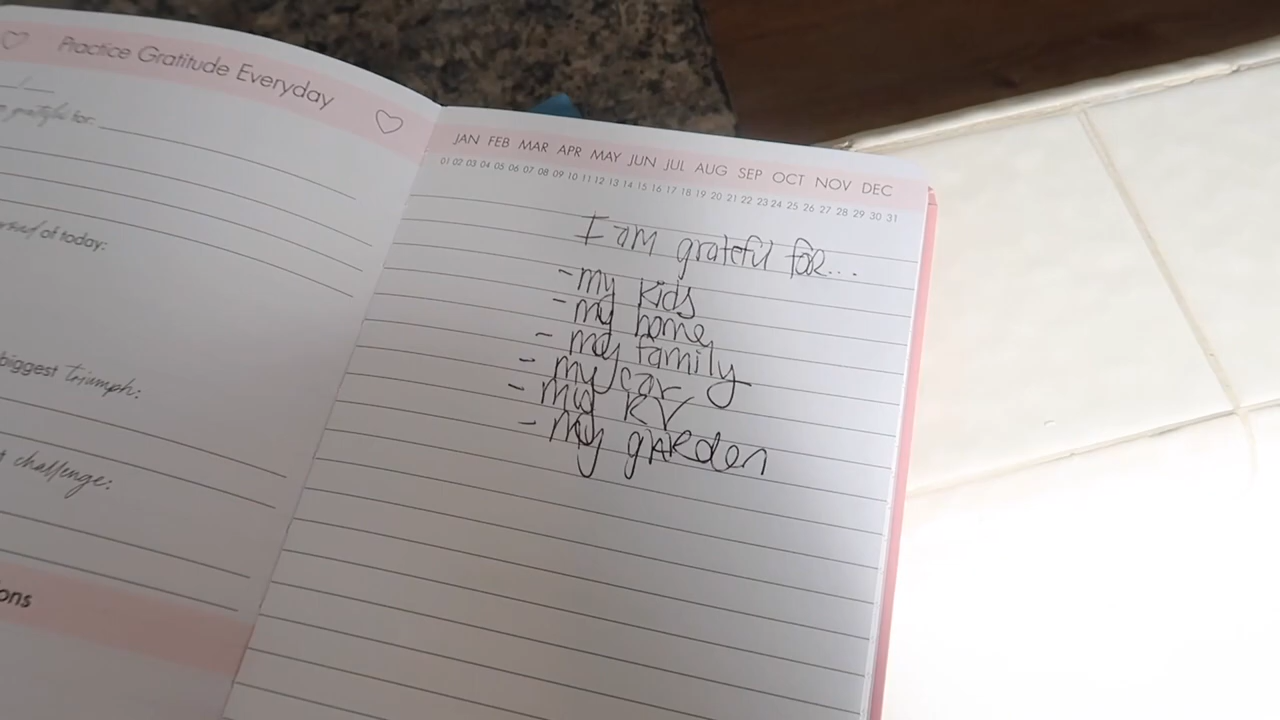 Practice Gratitude Everyday
grateful for:
of today:
biggest triumph:
challenge:
JAN FEB MAR APR MAY JUN JUL AUG SEP OCT NOV DEC
01 02 03 04 05 06 07 08 09 10 11 12 13 14 15 16 17 18 19 20 21 22 23 24 25 26 27 28 29 30 31
I am grateful for...
- my kids
- my home
- my family
- my car
- my RV
- my gARden